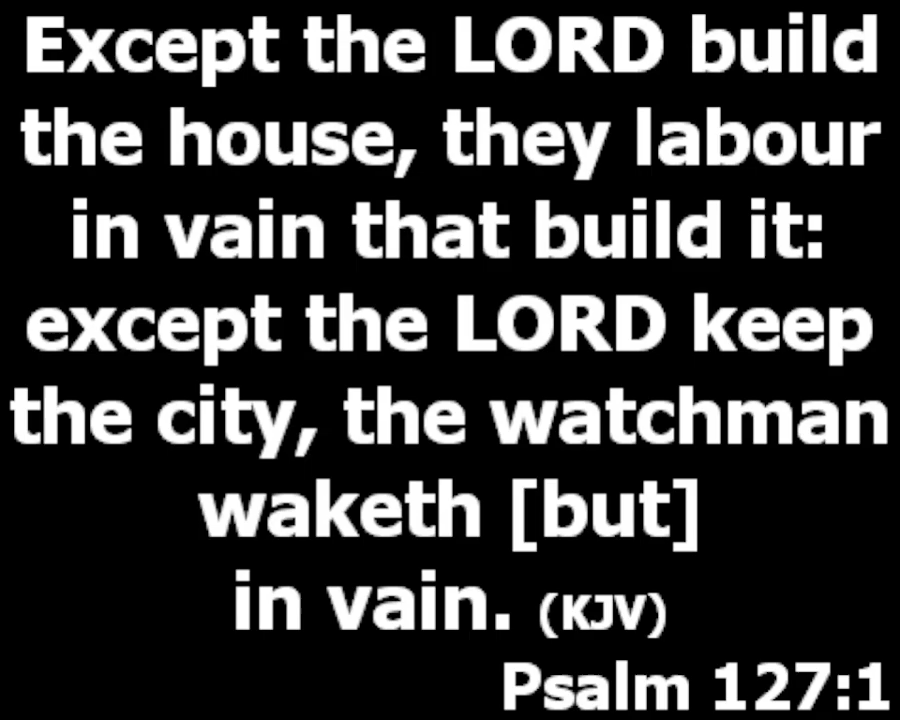 Except the LORD build
the house, they labour
in vain that build it:
except the LORD keep
the city, the watchman
waketh [but]
in vain. (KJV)
Psalm 127:1